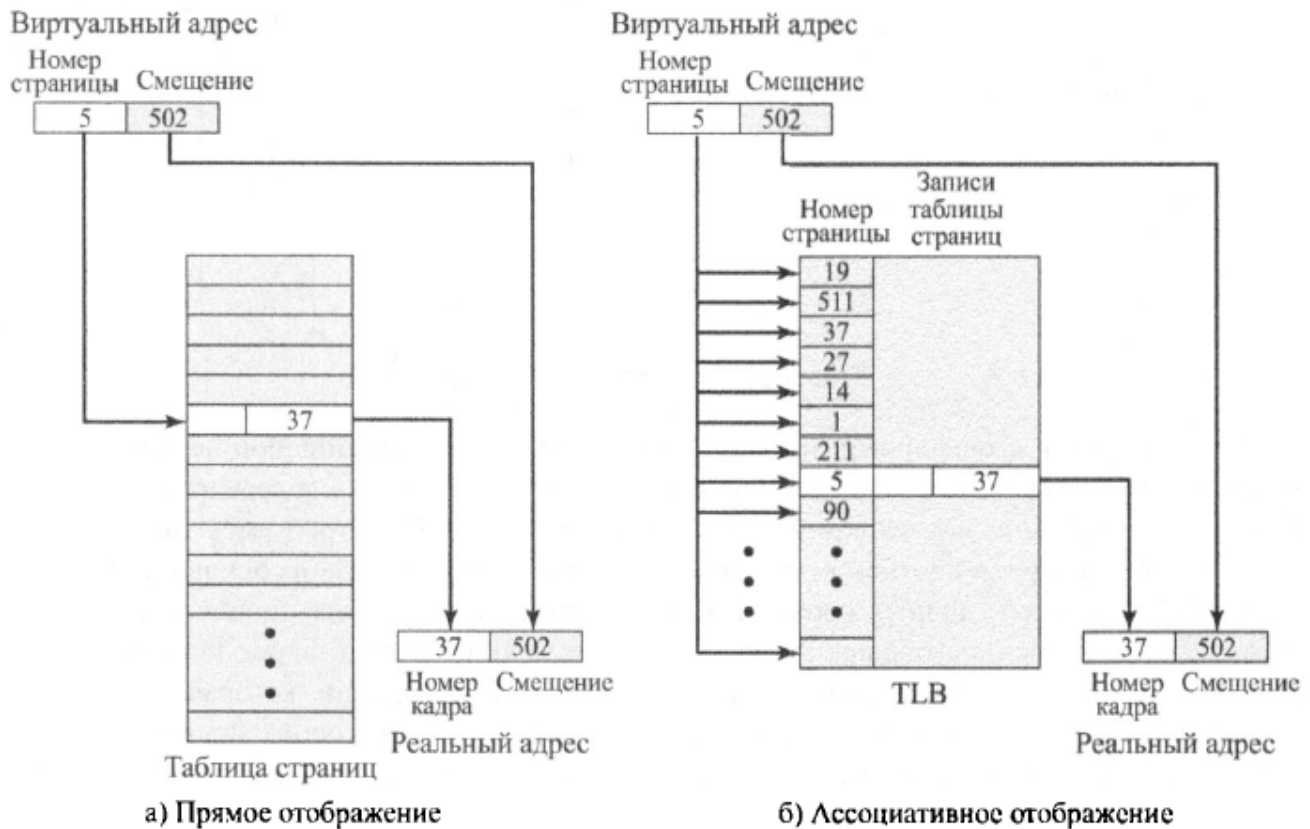 Виртуальный адрес
Номер
страницы Смещение
5 502
37
37 502
Номер Смещение
кадра
Реальный адрес
Таблица страниц
а) Прямое отображение
Виртуальный адрес
Номер
страницы Смещение
5 502
Записи
Номер таблицы
страницы страниц
19
511
37
27
14
1
211
5 37
90
TLB
37 502
Номер Смещение
кадра
Реальный адрес
б) Ассоциативное отображение